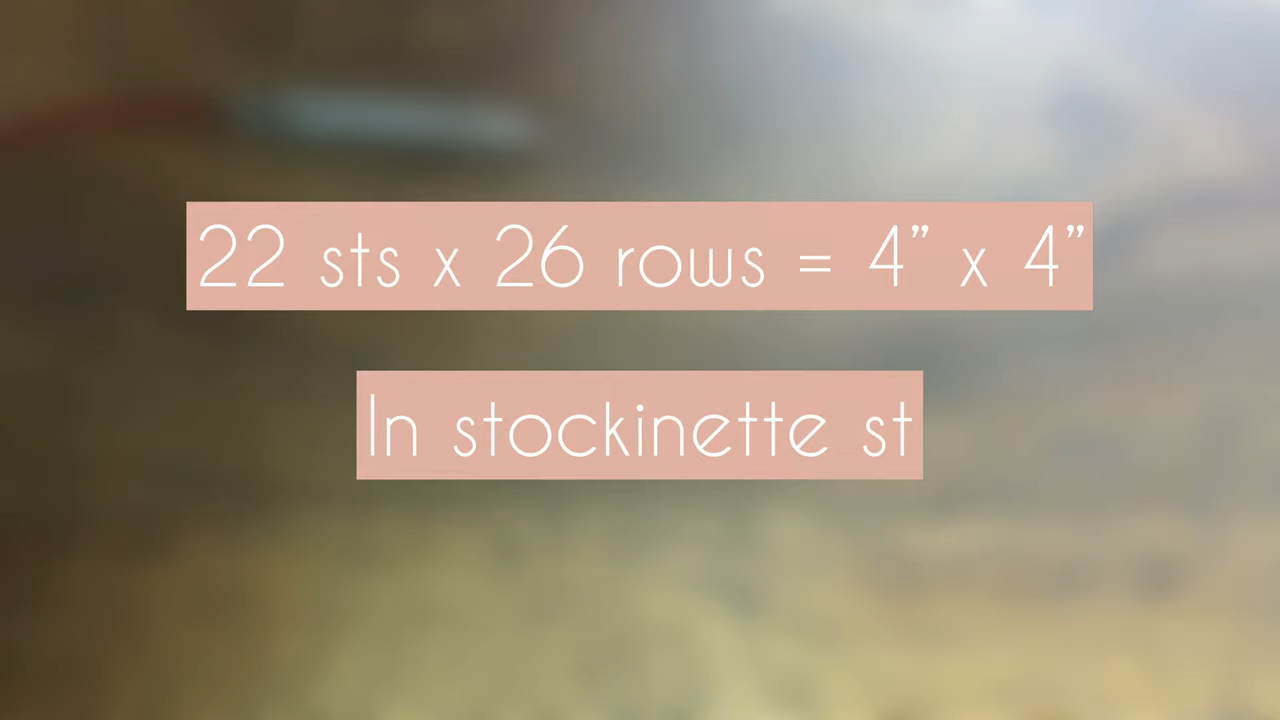 22 sts x 26 rows = 4” x 4”
In stockinette st